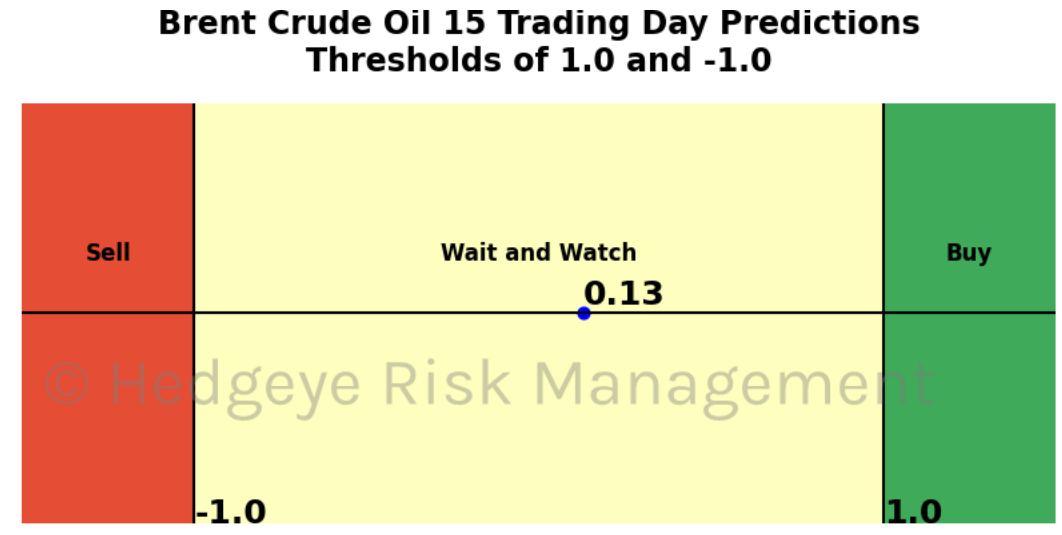 Brent Crude Oil 15 Trading Day Predictions
Thresholds of 1.0 and -1.0
Sell
Wait and Watch
Buy
0.13
© Hedgeye Risk Management
-1.0
1.0